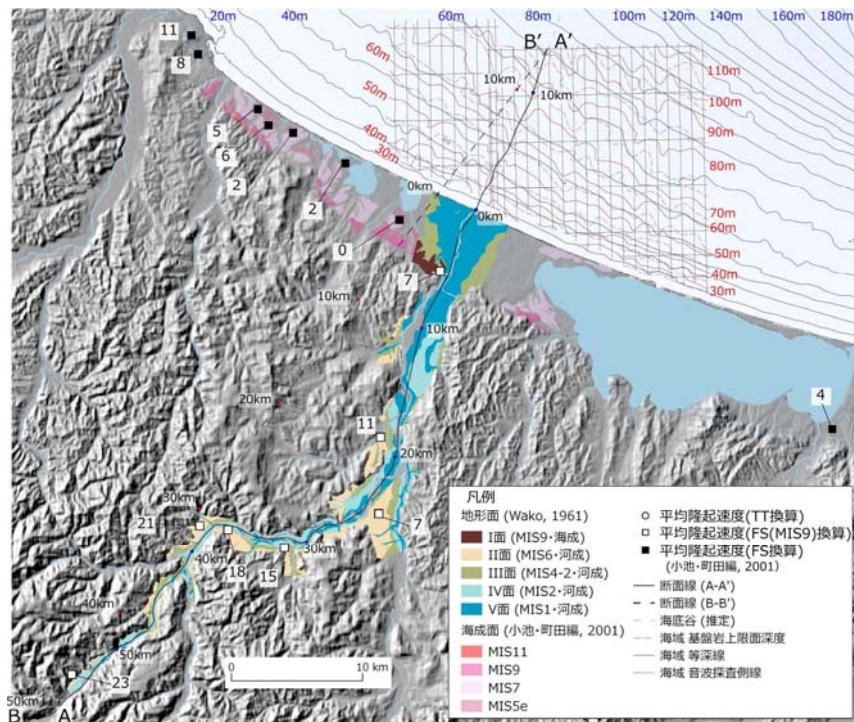 20m
40m
60m
80m
100m
120m
140m
160m
180m
11
8
B′ A′
60m
10km
110m
10km
50m
100m
90m
40m
5
30m
80m
6
2
0km
70m
2
0km
60m
50m
0
40m
7
30m
10km
10km
20km
4
11
20km
30km
21
7
30km
40km
18
15
40km
50km
23
50km
B A
0 10 km
凡例
地形面 (Wako, 1961)
I面 (MIS9・海成)
II面 (MIS6・河成)
III面 (MIS4-2・河成)
IV面 (MIS2・河成)
V面 (MIS1・河成)
海成面 (小池・町田編, 2001)
MIS11
MIS9
MIS7
MIS5e
平均隆起速度(TT換算)
平均隆起速度(FS(MIS9)換算)
平均隆起速度(FS換算)
(小池・町田編, 2001)
断面線 (A-A')
断面線 (B-B')
海底谷 (推定)
海域 基盤岩上限面深度
海域 等深線
海域 音波探査側線